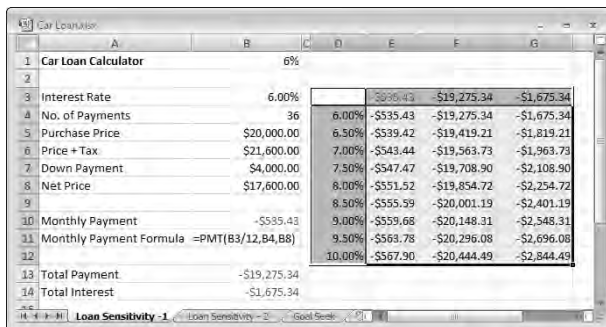 Car Loan.xlsx
A B C D E F G
1 Car Loan Calculator 6%
2
3 Interest Rate 6.00% -$535.43 -$19,275.34 -$1,675.34
4 No. of Payments 36 6.00% -$535.43 -$19,275.34 -$1,675.34
5 Purchase Price $20,000.00 6.50% -$539.42 -$19,419.21 -$1,819.21
6 Price + Tax $21,600.00 7.00% -$543.44 -$19,563.73 -$1,963.73
7 Down Payment $4,000.00 7.50% -$547.47 -$19,708.90 -$2,108.90
8 Net Price $17,600.00 8.00% -$551.52 -$19,854.72 -$2,254.72
9 8.50% -$555.59 -$20,001.19 -$2,401.19
10 Monthly Payment -$535.43 9.00% -$559.68 -$20,148.31 -$2,548.31
11 Monthly Payment Formula =PMT(B3/12,B4,B8) 9.50% -$563.78 -$20,296.08 -$2,696.08
12 10.00% -$567.90 -$20,444.49 -$2,844.49
13 Total Payment -$19,275.34
14 Total Interest -$1,675.34
Loan Sensitivity -1 Loan Sensitivity - 2 Goal Seek